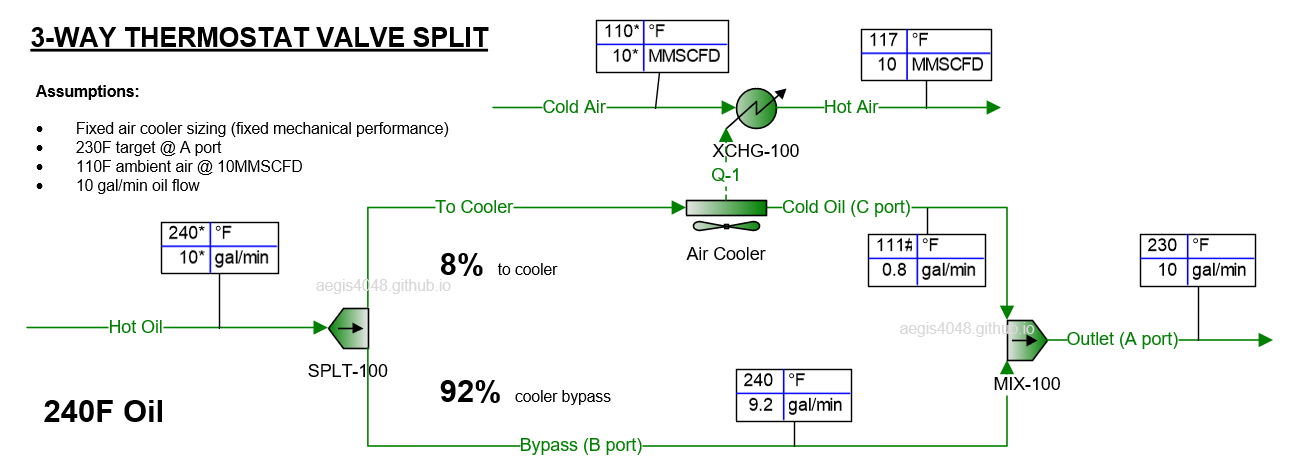 3-WAY THERMOSTAT VALVE SPLIT
Assumptions:
• Fixed air cooler sizing (fixed mechanical performance)
• 230F target @ A port
• 110F ambient air @ 10MMSCFD
• 10 gal/min oil flow
110* °F
10* MMSCFD
117 °F
10 MMSCFD
Cold Air
Hot Air
XCHG-100
Q-1
To Cooler
Cold Oil (C port)
Air Cooler
240* °F
10* gal/min
8% to cooler
111# °F
0.8 gal/min
230 °F
10 gal/min
aegis4048.github.io
aegis4048.github.io
Hot Oil
Outlet (A port)
SPLT-100
MIX-100
92% cooler bypass
240 °F
9.2 gal/min
240F Oil
Bypass (B port)